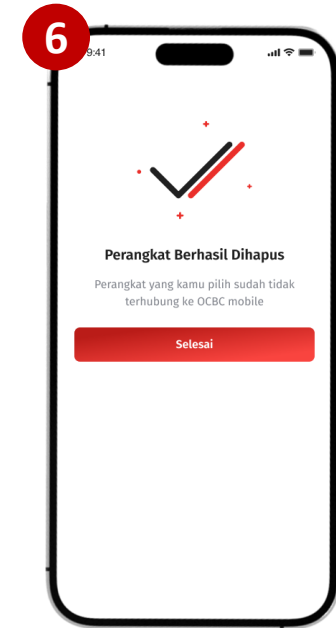 6
9:41
Perangkat Berhasil Dihapus
Perangkat yang kamu pilih sudah tidak
terhubung ke OCBC mobile
Selesai